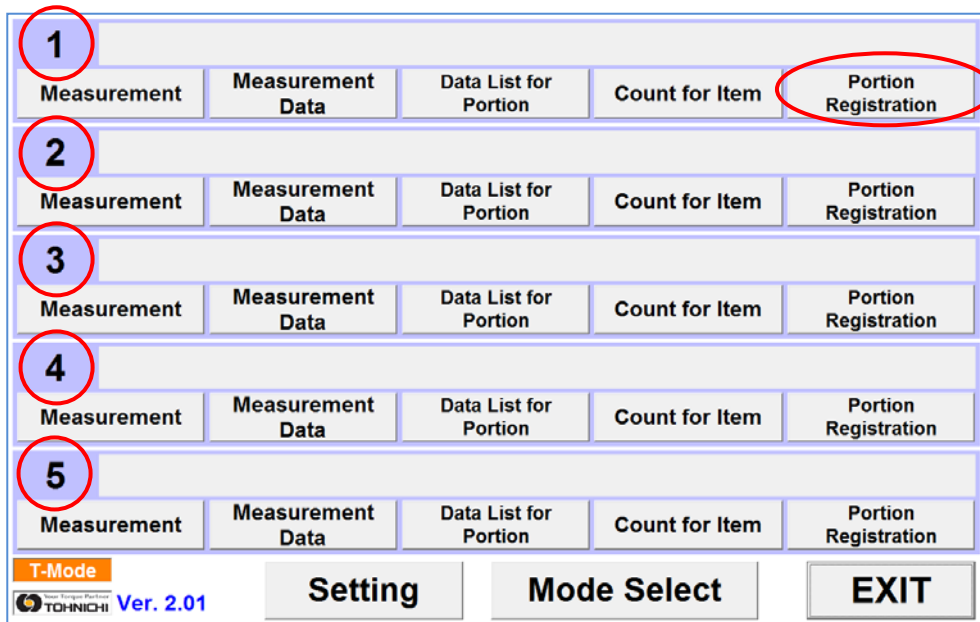 1
Measurement
Measurement
Data
Data List for
Portion
Count for Item
Portion
Registration
2
Measurement
Measurement
Data
Data List for
Portion
Count for Item
Portion
Registration
3
Measurement
Measurement
Data
Data List for
Portion
Count for Item
Portion
Registration
4
Measurement
Measurement
Data
Data List for
Portion
Count for Item
Portion
Registration
5
Measurement
Measurement
Data
Data List for
Portion
Count for Item
Portion
Registration
T-Mode
Your Torque Partner
TOHNICHI
Ver. 2.01
Setting
Mode Select
EXIT